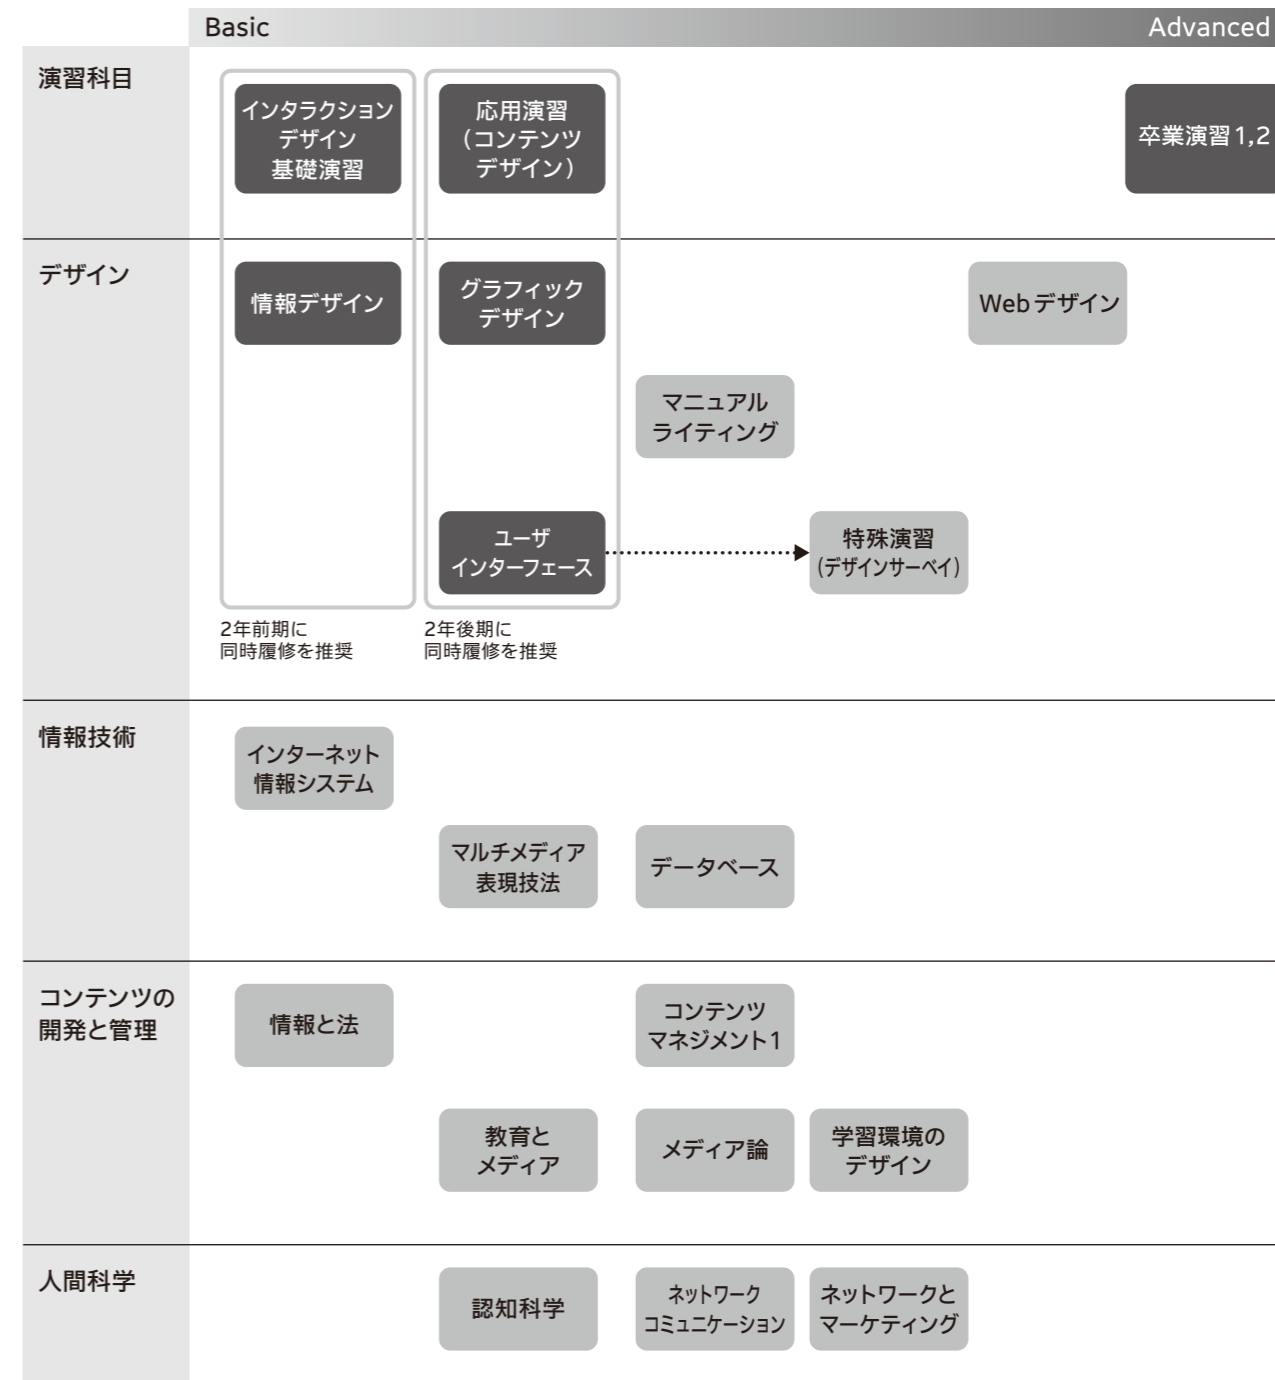 Basic
Advanced
演習科目
インタラクション
デザイン
基礎演習
応用演習
(コンテンツ
デザイン)
卒業演習1,2
デザイン
情報デザイン
グラフィック
デザイン
Webデザイン
マニュアル
ライティング
ユーザ
インターフェース
特殊演習
(デザインサーベイ)
2年前期に
同時履修を推奨
2年後期に
同時履修を推奨
情報技術
インターネット
情報システム
マルチメディア
表現技法
データベース
コンテンツの
開発と管理
情報と法
コンテンツ
マネジメント1
教育と
メディア
メディア論
学習環境の
デザイン
人間科学
認知科学
ネットワーク
コミュニケーション
ネットワークと
マーケティング